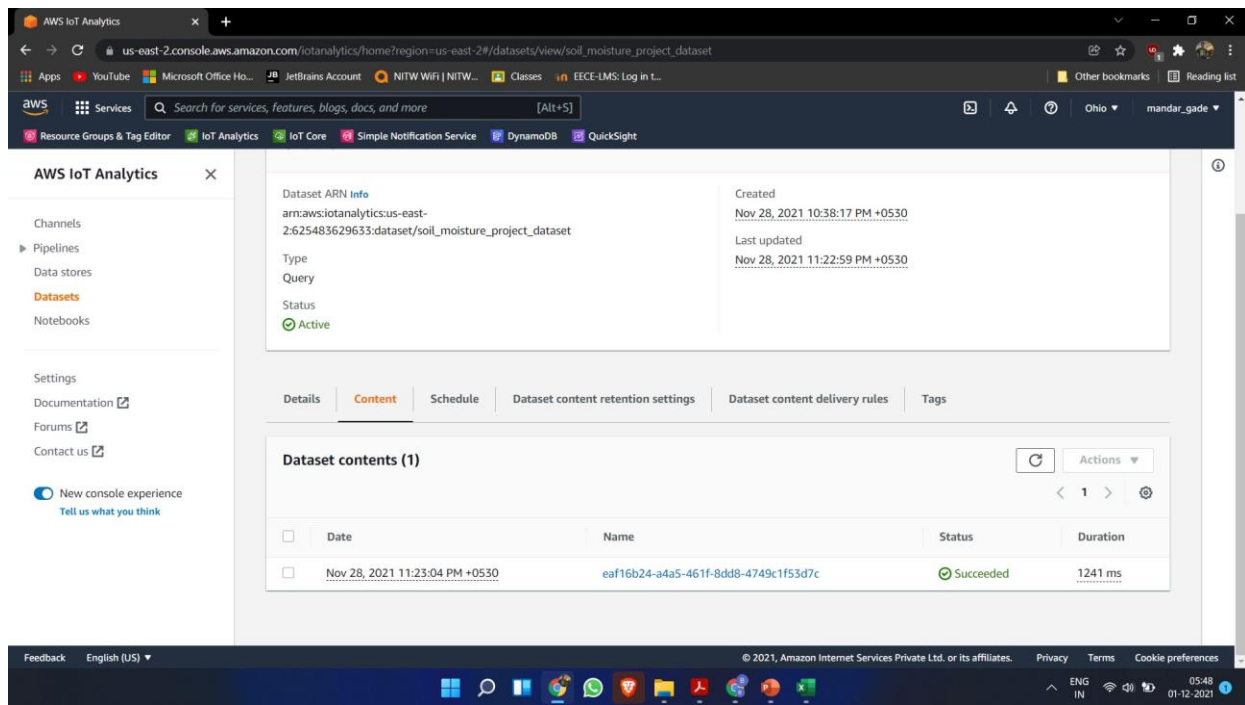 AWS IoT Analytics
us-east-2.console.aws.amazon.com/iotanalytics/home?region=us-east-2#/datasets/view/soil_moisture_project_dataset
Apps YouTube Microsoft Office Ho... JetBrains Account NITW WiFi | NITW... Classes EECE-LMS: Log in t... Other bookmarks Reading list
aws Services Search for services, features, blogs, docs, and more [Alt+S] Ohio ▼ mandar_gade ▼
Resource Groups & Tag Editor IoT Analytics IoT Core Simple Notification Service DynamoDB QuickSight
AWS IoT Analytics
Channels
Pipelines
Data stores
Datasets
Notebooks
Settings
Documentation
Forums
Contact us
New console experience
Tell us what you think
Dataset ARN Info
arn:aws:iotanalytics:us-east-
2:625483629633:dataset/soil_moisture_project_dataset
Type
Query
Status
Active
Created
Nov 28, 2021 10:38:17 PM +0530
Last updated
Nov 28, 2021 11:22:59 PM +0530
Details Content Schedule Dataset content retention settings Dataset content delivery rules Tags
Dataset contents (1)
Actions ▼
1
Date Name Status Duration
Nov 28, 2021 11:23:04 PM +0530 eaf16b24-a4a5-461f-8dd8-4749c1f53d7c Succeeded 1241 ms
Feedback English (US) ▼ © 2021, Amazon Internet Services Private Ltd. or its affiliates. Privacy Terms Cookie preferences
ENG 05:48
IN 01-12-2021 1